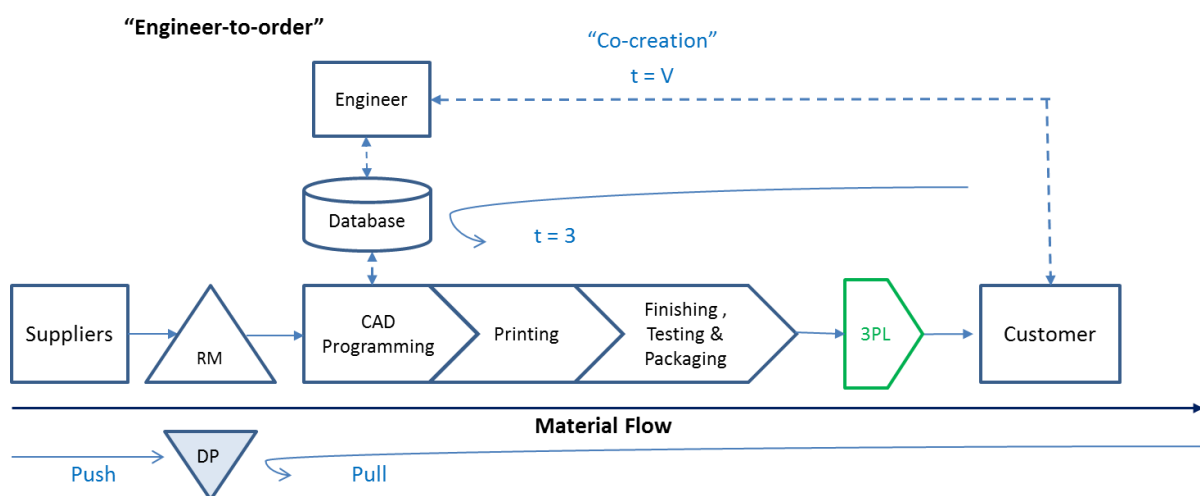 “Engineer-to-order”
“Co-creation”
t = V
Engineer
Database
t = 3
Suppliers
RM
CAD
Programming
Printing
Finishing ,
Testing &
Packaging
3PL
Customer
Material Flow
Push
DP
Pull